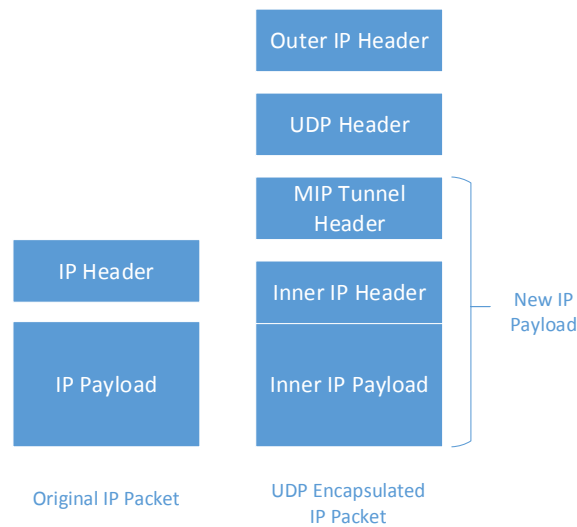 Outer IP Header
UDP Header
MIP Tunnel
Header
IP Header
Inner IP Header
New IP
Payload
IP Payload
Inner IP Payload
Original IP Packet
UDP Encapsulated
IP Packet